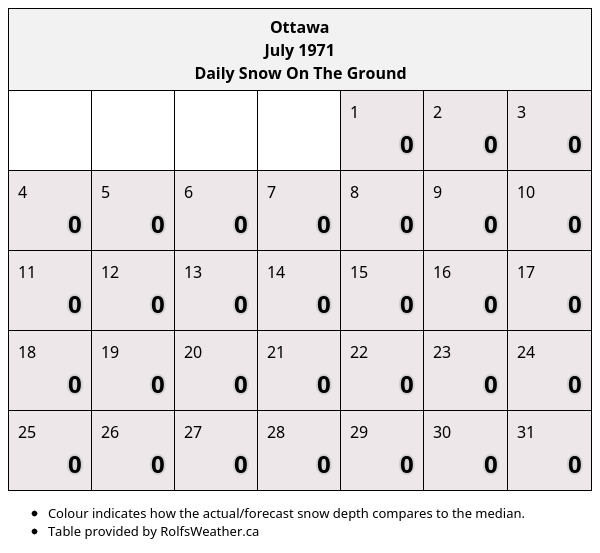 Ottawa
July 1971
Daily Snow On The Ground
1 2 3
0 0 0
4 5 6 7 8 9 10
0 0 0 0 0 0 0
11 12 13 14 15 16 17
0 0 0 0 0 0 0
18 19 20 21 22 23 24
0 0 0 0 0 0 0
25 26 27 28 29 30 31
0 0 0 0 0 0 0
Colour indicates how the actual/forecast snow depth compares to the median.
Table provided by RolfsWeather.ca